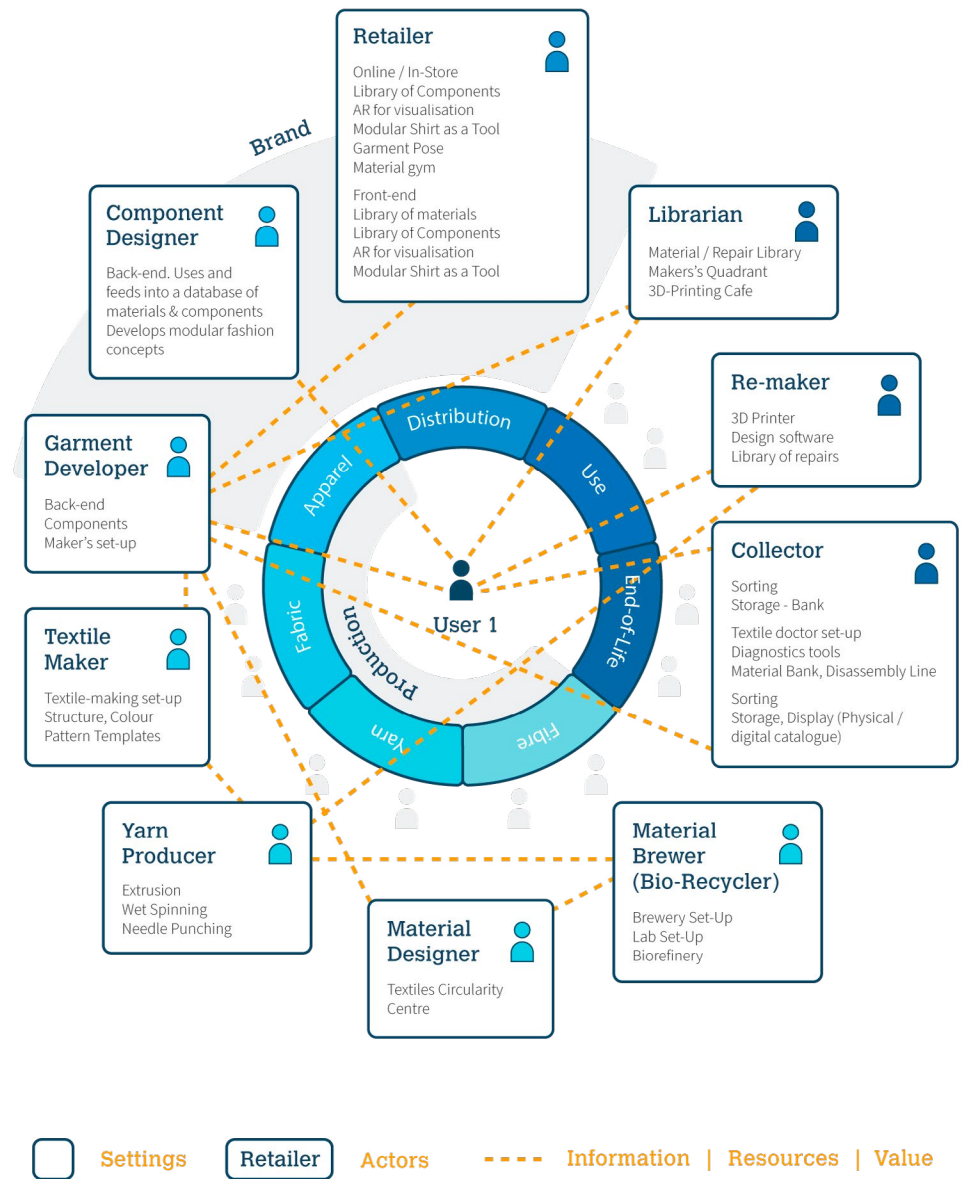 Retailer
Online / In-Store
Library of Components
AR for visualisation
Modular Shirt as a Tool
Garment Pose
Material gym
Front-end
Library of materials
Library of Components
AR for visualisation
Modular Shirt as a Tool
Brand
Component
Designer
Back-end. Uses and
feeds into a database of
materials & components
Develops modular fashion
concepts
Librarian
Material / Repair Library
Makers's Quadrant
3D-Printing Cafe
Re-maker
3D Printer
Design software
Library of repairs
Garment
Developer
Back-end
Components
Maker's set-up
Collector
Sorting
Storage - Bank
Textile doctor set-up
Diagnostics tools
Material Bank, Disassembly Line
Sorting
Storage, Display (Physical /
digital catalogue)
Distribution
Use
End-of-Life
Fibre
Yarn
Fabric
Apparel
Production
User 1
Textile
Maker
Textile-making set-up
Structure, Colour
Pattern Templates
Yarn
Producer
Extrusion
Wet Spinning
Needle Punching
Material
Designer
Textiles Circularity
Centre
Material
Brewer
(Bio-Recycler)
Brewery Set-Up
Lab Set-Up
Biorefinery
Settings
Retailer
Actors
Information | Resources | Value